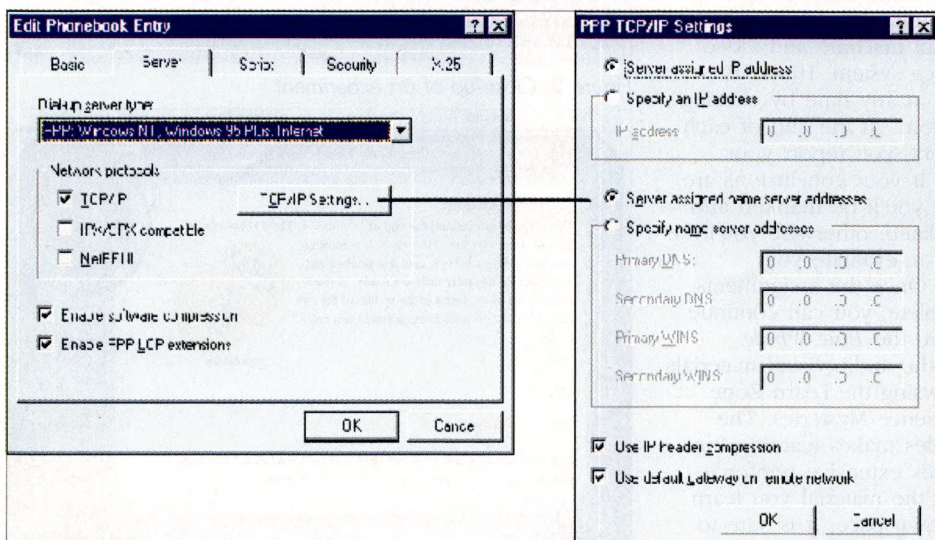 Edit Phonebook Entry
Basic Server Script Security X.25
Dial-up server type:
PPP: Windows NT, Windows 95 Plus, Internet
Network protocols
TCP/IP
TCP/IP Settings...
IPX/SPX compatible
NetBEUI
Enable software compression
Enable PPP LCP extensions
OK Cancel
PPP TCP/IP Settings
Server assigned IP address
Specify an IP address
IP address 0 .0 .0 .0
Server assigned name server addresses
Specify name server addresses
Primary DNS: 0 .0 .0 .0
Secondary DNS 0 .0 .0 .0
Primary WINS 0 .0 .0 .0
Secondary WINS: 0 .0 .0 .0
Use IP header compression
Use default gateway on remote network
OK Cancel